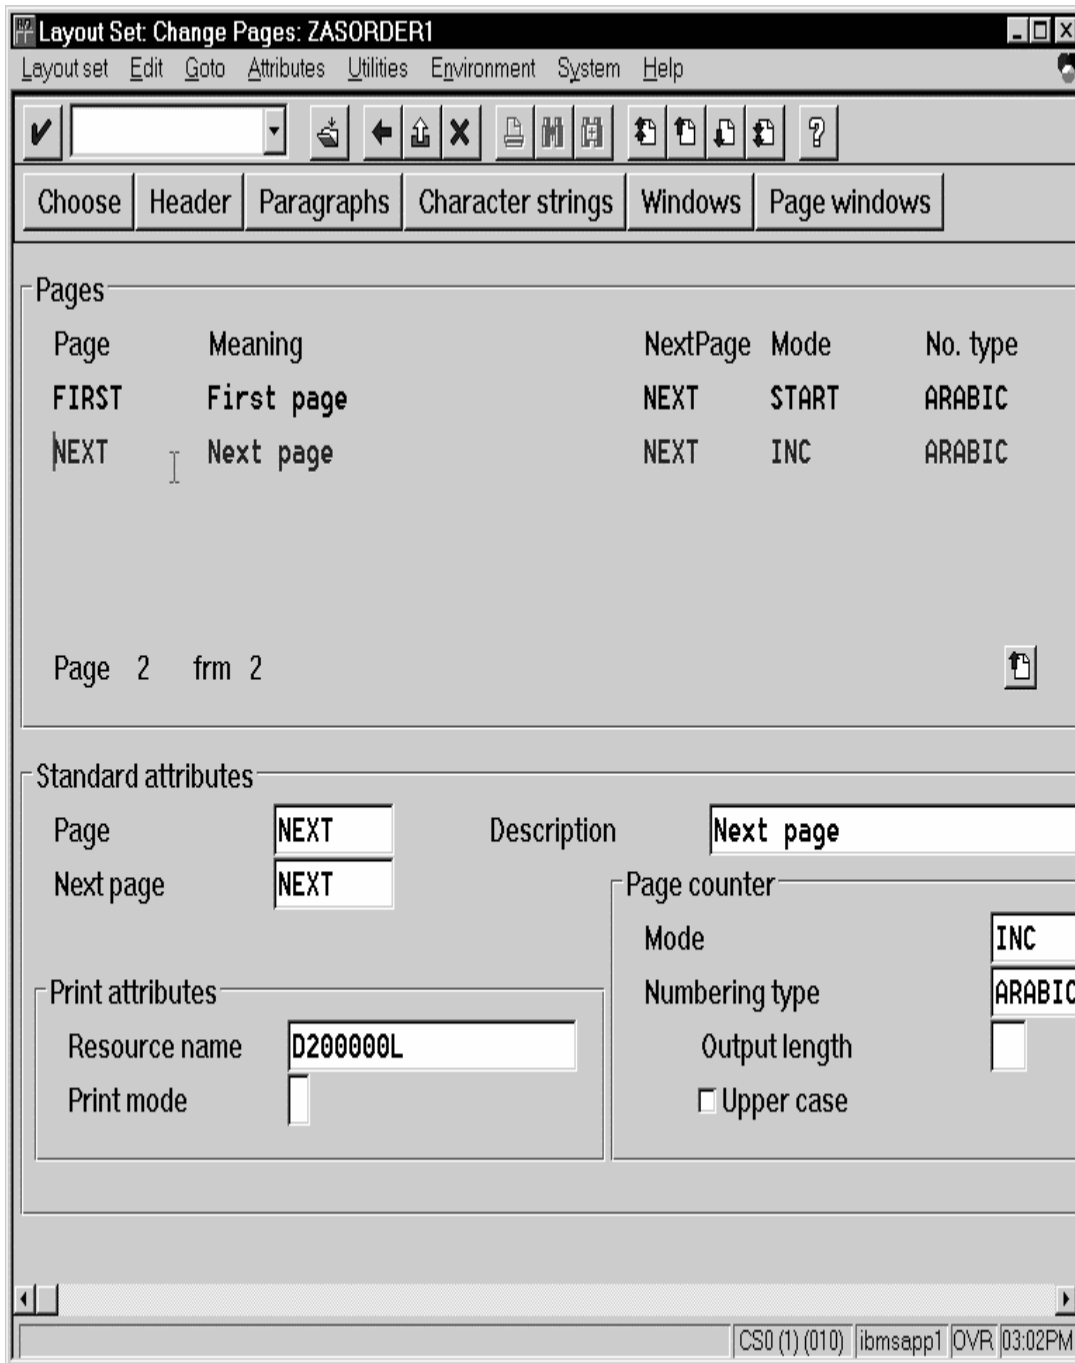 Layout Set: Change Pages: ZASORDER1
Layout set Edit Goto Attributes Utilities Environment System Help
Choose Header Paragraphs Character strings Windows Page windows
Pages
Page Meaning NextPage Mode No. type
FIRST First page NEXT START ARABIC
NEXT Next page NEXT INC ARABIC
Page 2 frm 2
Standard attributes
Page NEXT Description Next page
Next page NEXT
Page counter
Mode INC
Print attributes
Numbering type ARABIC
Resource name D200000L
Output length
Print mode
Upper case
CS0 (1) (010) ibmsapp1 OVR 03:02PM